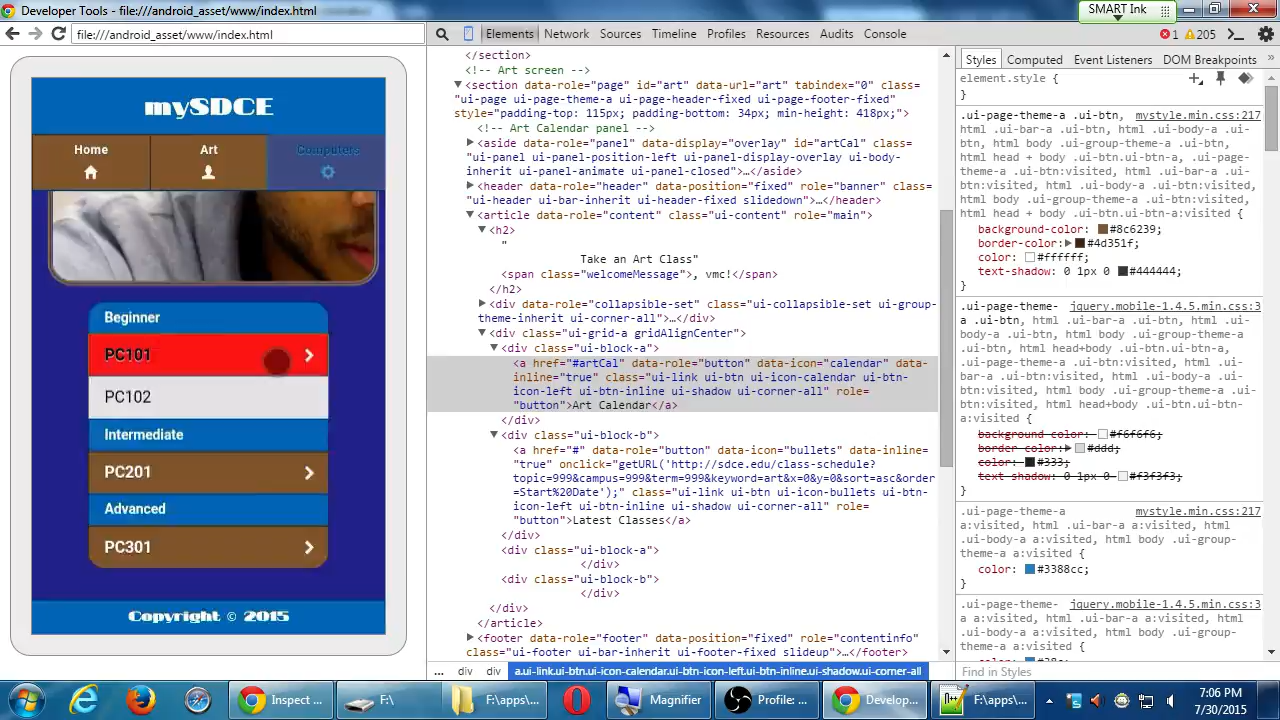 Developer Tools - file:///android_asset/www/index.html
SMART Ink
file:///android_asset/www/index.html
Elements Network Sources Timeline Profiles Resources Audits Console
1 205
mySDCE
Home Art Computers
Beginner
PC101
PC102
Intermediate
PC201
Advanced
PC301
Copyright © 2015
</section>
<!-- Art screen -->
<section data-role="page" id="art" data-url="art" tabindex="0" class=
"ui-page ui-page-theme-a ui-page-header-fixed ui-page-footer-fixed"
style="padding-top: 115px; padding-bottom: 34px; min-height: 418px;">
<!-- Art Calendar panel -->
<aside data-role="panel" data-display="overlay" id="artCal" class=
"ui-panel ui-panel-position-left ui-panel-display-overlay ui-body-
inherit ui-panel-animate ui-panel-closed">…</aside>
<header data-role="header" data-position="fixed" role="banner" class=
"ui-header ui-bar-inherit ui-header-fixed slidedown">…</header>
<article data-role="content" class="ui-content" role="main">
<h2>
"
Take an Art Class"
<span class="welcomeMessage">, vmc!</span>
</h2>
<div data-role="collapsible-set" class="ui-collapsible-set ui-group-
theme-inherit ui-corner-all">…</div>
<div class="ui-grid-a gridAlignCenter">
<div class="ui-block-a">
<a href="#artCal" data-role="button" data-icon="calendar" data-
inline="true" class="ui-link ui-btn ui-icon-calendar ui-btn-
icon-left ui-btn-inline ui-shadow ui-corner-all" role=
"button">Art Calendar</a>
</div>
<div class="ui-block-b">
<a href="#" data-role="button" data-icon="bullets" data-inline=
"true" onclick="getURL('http://sdce.edu/class-schedule?
topic=999&campus=999&term=999&keyword=art&x=0&y=0&sort=asc&order
=Start%20Date');" class="ui-link ui-btn ui-icon-bullets ui-btn-
icon-left ui-btn-inline ui-shadow ui-corner-all" role=
"button">Latest Classes</a>
</div>
<div class="ui-block-a">
</div>
<div class="ui-block-b">
</div>
</div>
</article>
<footer data-role="footer" data-position="fixed" role="contentinfo"
class="ui-footer ui-bar-inherit ui-footer-fixed slideup">…</footer>
... div div a.ui-link.ui-btn.ui-icon-calendar.ui-btn-icon-left.ui-btn-inline.ui-shadow.ui-corner-all
Styles Computed Event Listeners DOM Breakpoints
element.style {
}
.ui-page-theme-a .ui-btn, mystyle.min.css:217
html .ui-bar-a .ui-btn, html .ui-body-a .ui-
btn, html body .ui-group-theme-a .ui-btn,
html head + body .ui-btn.ui-btn-a, .ui-page-
theme-a .ui-btn:visited, html .ui-bar-a .ui-
btn:visited, html .ui-body-a .ui-btn:visited,
html body .ui-group-theme-a .ui-btn:visited,
html head + body .ui-btn.ui-btn-a:visited {
background-color: #8c6239;
border-color: #4d351f;
color: #ffffff;
text-shadow: 0 1px 0 #444444;
}
.ui-page-theme- jquery.mobile-1.4.5.min.css:3
a .ui-btn, html .ui-bar-a .ui-btn, html .ui-
body-a .ui-btn, html body .ui-group-theme-a
.ui-btn, html head+body .ui-btn.ui-btn-a,
.ui-page-theme-a .ui-btn:visited, html .ui-
bar-a .ui-btn:visited, html .ui-body-a .ui-
btn:visited, html body .ui-group-theme-a .ui-
btn:visited, html head+body .ui-btn.ui-btn-
a:visited {
background-color: #f6f6f6;
border-color: #ddd;
color: #333;
text-shadow: 0 1px 0 #f3f3f3;
}
.ui-page-theme-a mystyle.min.css:217
a:visited, html .ui-bar-a a:visited, html
.ui-body-a a:visited, html body .ui-group-
theme-a a:visited {
color: #3388cc;
}
.ui-page-theme- jquery.mobile-1.4.5.min.css:3
a a:visited, html .ui-bar-a a:visited, html
.ui-body-a a:visited, html body .ui-group-
theme-a a:visited {
Find in Styles
Inspect ... F:\ F:\apps\... Magnifier Profile: ... Develop... F:\apps\...
7:06 PM
7/30/2015